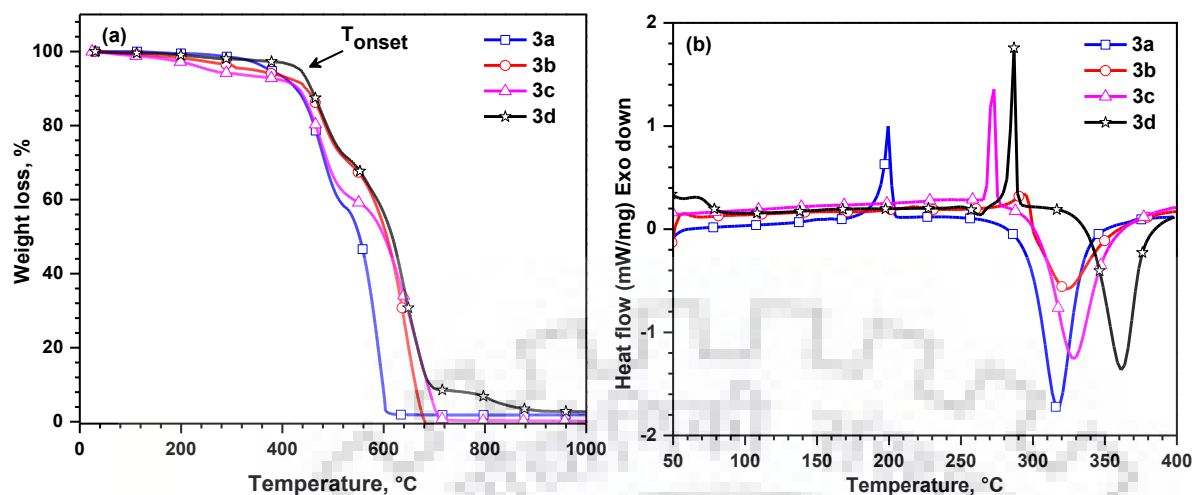 (a)
T onset
3a
3b
3c
3d
Weight loss, %
100
80
60
40
20
0
0 200 400 600 800 1000
Temperature, °C
(b)
3a
3b
3c
3d
Heat flow (mW/mg) Exo down
2
1
0
-1
-2
50 100 150 200 250 300 350 400
Temperature, °C